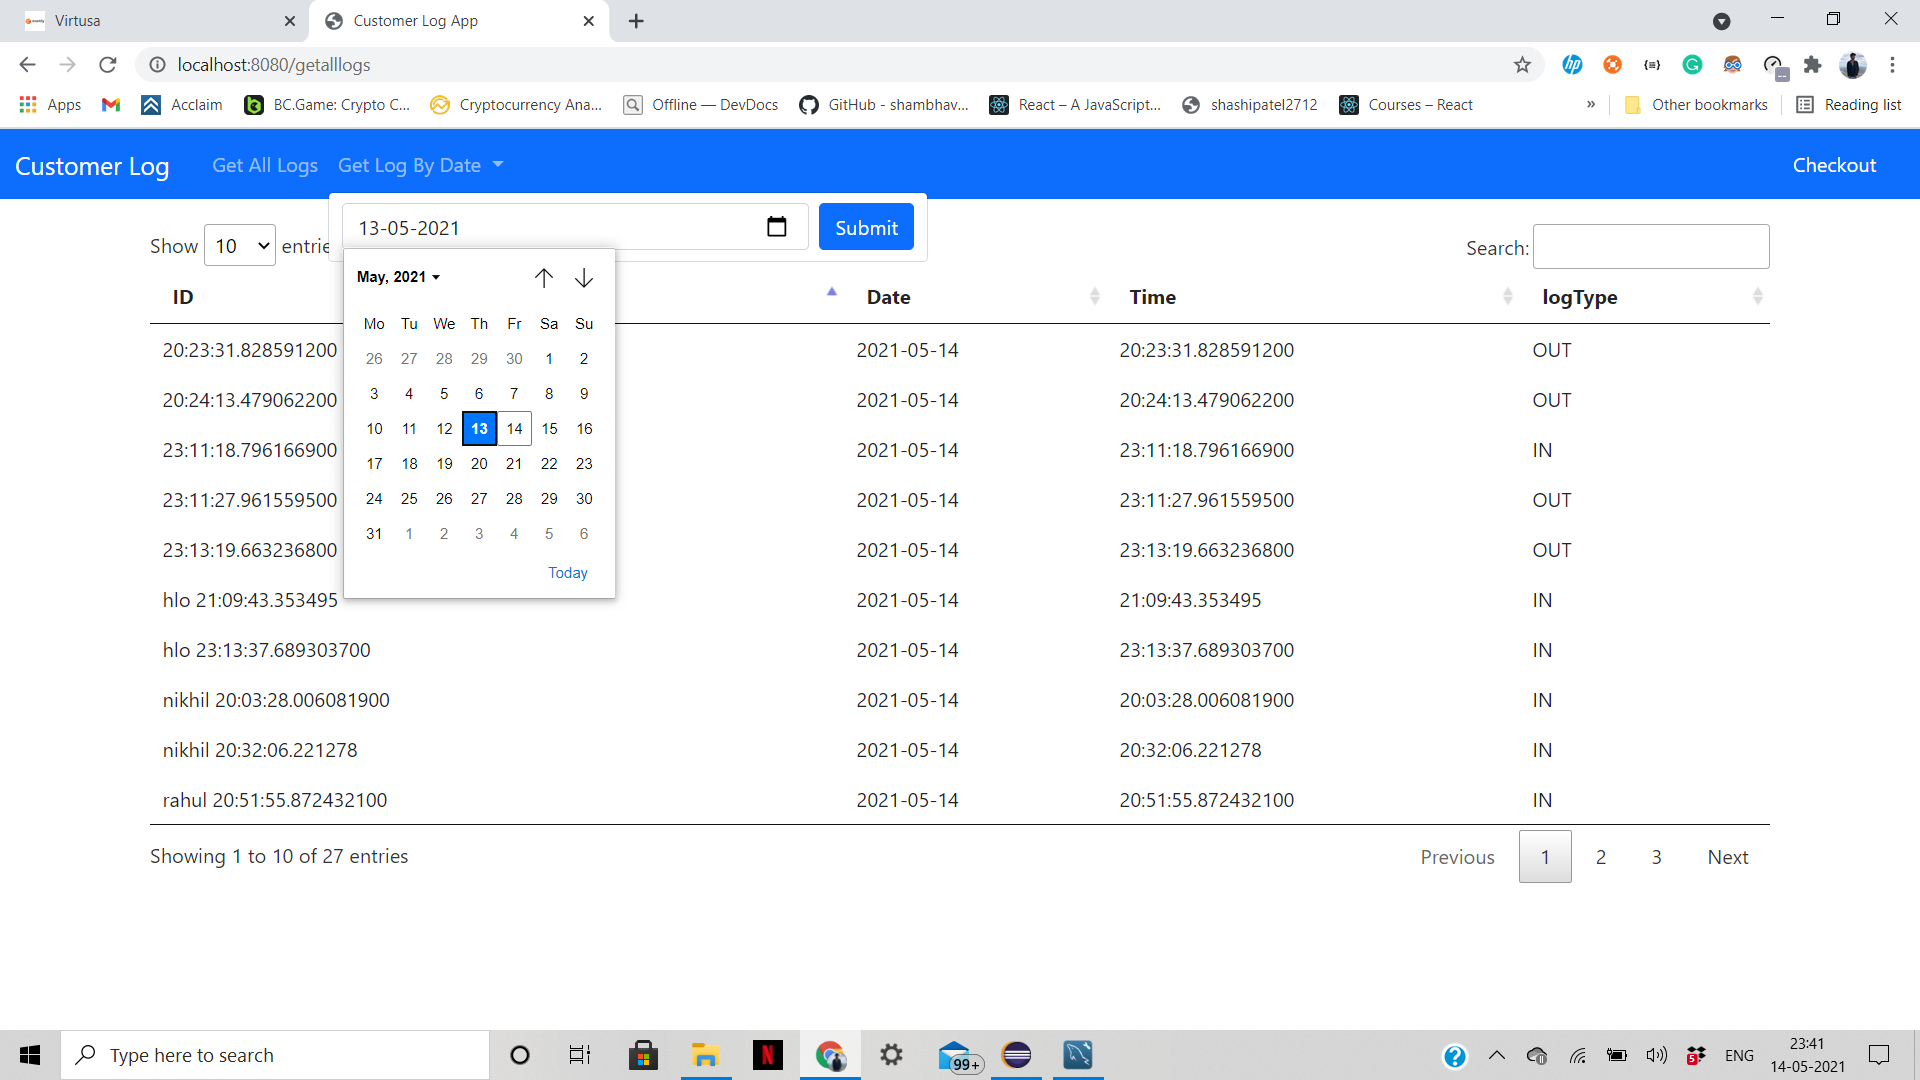 Virtusa
Customer Log App
localhost:8080/getalllogs
Apps
Acclaim
BC.Game: Crypto C...
Cryptocurrency Ana...
Offline — DevDocs
GitHub - shambhav...
React – A JavaScript...
shashipatel2712
Courses – React
»
Other bookmarks
Reading list
Customer Log Get All Logs Get Log By Date Checkout
13-05-2021 Submit
Show 10 entrie Search:
May, 2021
ID Date Time logType
Mo Tu We Th Fr Sa Su
26 27 28 29 30 1 2
3 4 5 6 7 8 9
10 11 12 13 14 15 16
17 18 19 20 21 22 23
24 25 26 27 28 29 30
31 1 2 3 4 5 6
Today
20:23:31.828591200 2021-05-14 20:23:31.828591200 OUT
20:24:13.479062200 2021-05-14 20:24:13.479062200 OUT
23:11:18.796166900 2021-05-14 23:11:18.796166900 IN
23:11:27.961559500 2021-05-14 23:11:27.961559500 OUT
23:13:19.663236800 2021-05-14 23:13:19.663236800 OUT
hlo 21:09:43.353495 2021-05-14 21:09:43.353495 IN
hlo 23:13:37.689303700 2021-05-14 23:13:37.689303700 IN
nikhil 20:03:28.006081900 2021-05-14 20:03:28.006081900 IN
nikhil 20:32:06.221278 2021-05-14 20:32:06.221278 IN
rahul 20:51:55.872432100 2021-05-14 20:51:55.872432100 IN
Showing 1 to 10 of 27 entries Previous 1 2 3 Next
Type here to search
99+
5
ENG
23:41
14-05-2021